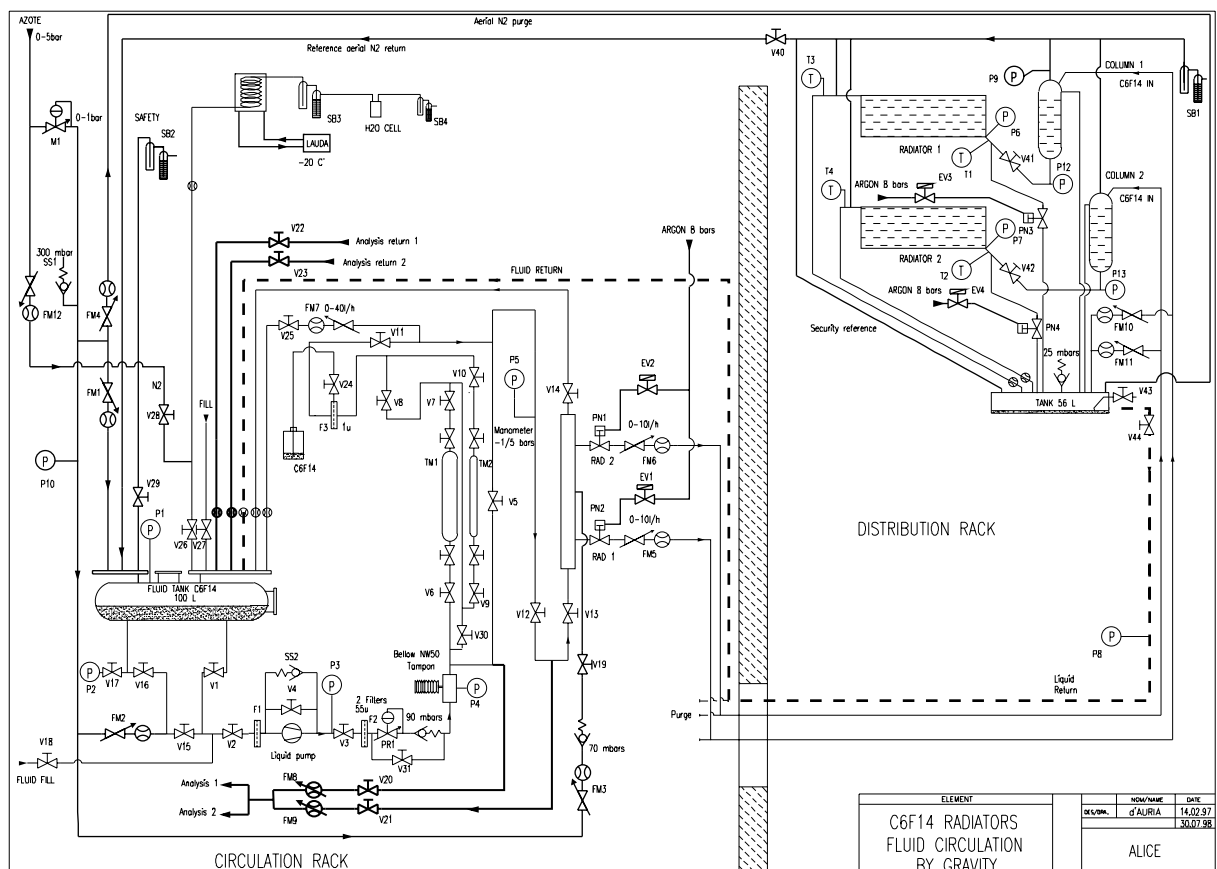 AZOTE
0-5bar
Aerial N2 purge
Reference aerial N2 return
V40
T3
T
P9
P
COLUMN 1
C6F14 IN
SB1
M1
0-1bar
SAFETY
SB2
SB3
H2O CELL
SB4
LAUDA
-20 C°
RADIATOR 1
P
P6
T
T1
V41
P12
P
T4
T
ARGON 8 bars
EV3
PN3
COLUMN 2
C6F14 IN
RADIATOR 2
P
P7
T
T2
V42
P13
P
ARGON 8 bars
EV4
PN4
V22
Analysis return 1
Analysis return 2
V23
ARGON 8 bars
300 mbar
SS1
FLUID RETURN
FM12
FM4
FM7
0-40l/h
V25
V11
Security reference
FM10
FM11
25 mbars
TANK 56 L
V43
V44
N2
V28
FILL
FM1
V24
F3
1u
C6F14
V8
V7
V10
P5
P
Manometer
-1/5 bars
V14
EV2
PN1
0-10l/h
RAD 2
FM6
P
P10
V29
P1
P
V26
V27
TM1
TM2
V5
EV1
PN2
0-10l/h
RAD 1
FM5
DISTRIBUTION RACK
FLUID TANK C6F14
100 L
V6
V9
V12
V13
V30
P
P2
V17
V16
V1
SS2
V4
P3
P
Bellow NW50
Tampon
P
P4
V19
P8
P
Liquid
Return
Purge
FM2
V15
V2
F1
Liquid pump
V3
2 Filters
55u
F2
PR1
90 mbars
V31
70 mbars
V18
FLUID FILL
Analysis 1
Analysis 2
FM8
FM9
V20
V21
FM3
CIRCULATION RACK
ELEMENT
C6F14 RADIATORS
FLUID CIRCULATION
BY GRAVITY
NOM/NAME
DATE
DES/DRA.
d'AURIA
14.02.97
30.07.98
ALICE